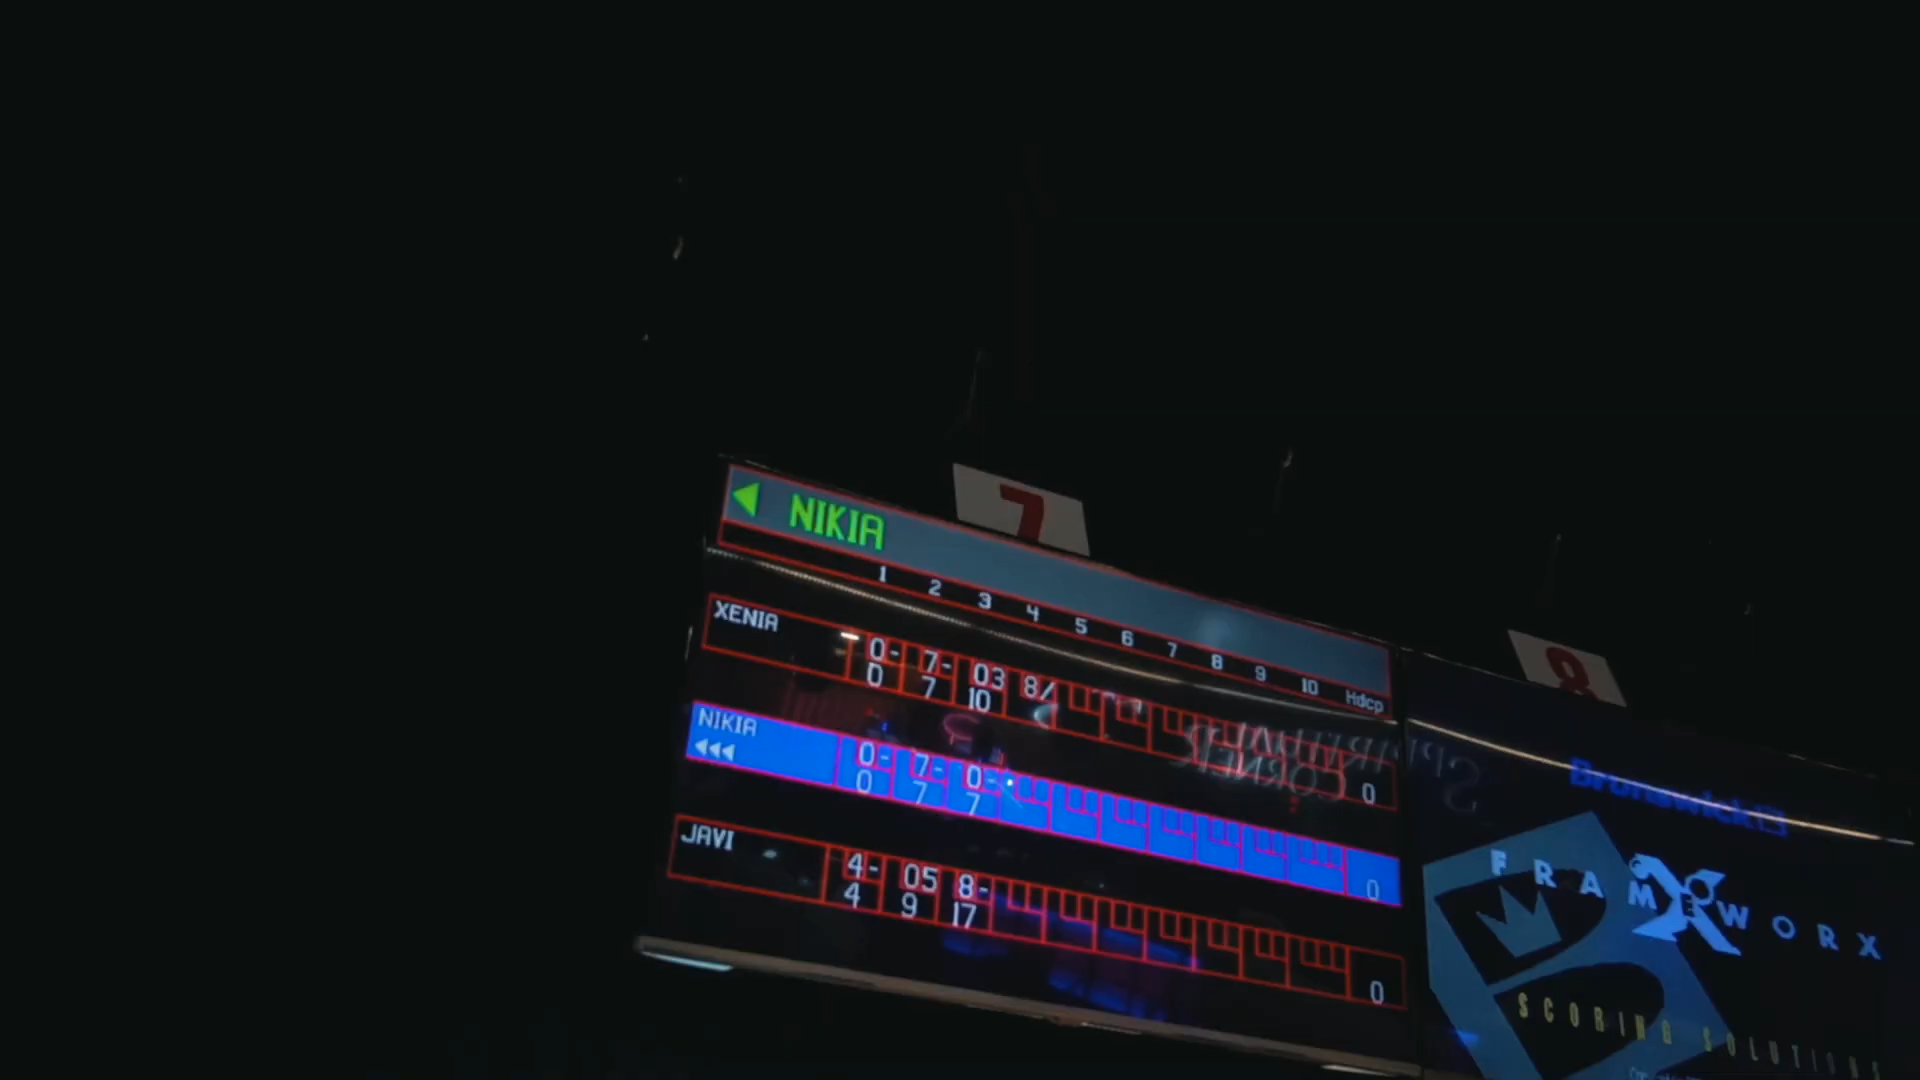 7
NIKIA
1 2 3 4 5 6 7 8 9 10 Hdcp
XENIA 0- 7- 03 8/
0 7 10 0
NIKIA 0- 7- 0-
0 7 7 0
JAVI 4- 05 8-
4 9 17 0
8
Brunswick
FRAMEWORX
SCORING SOLUTIONS
CORNER